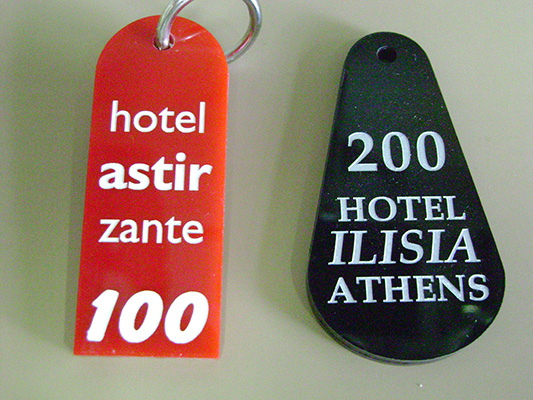 hotel
astir
zante
100
200
HOTEL
ILISIA
ATHENS